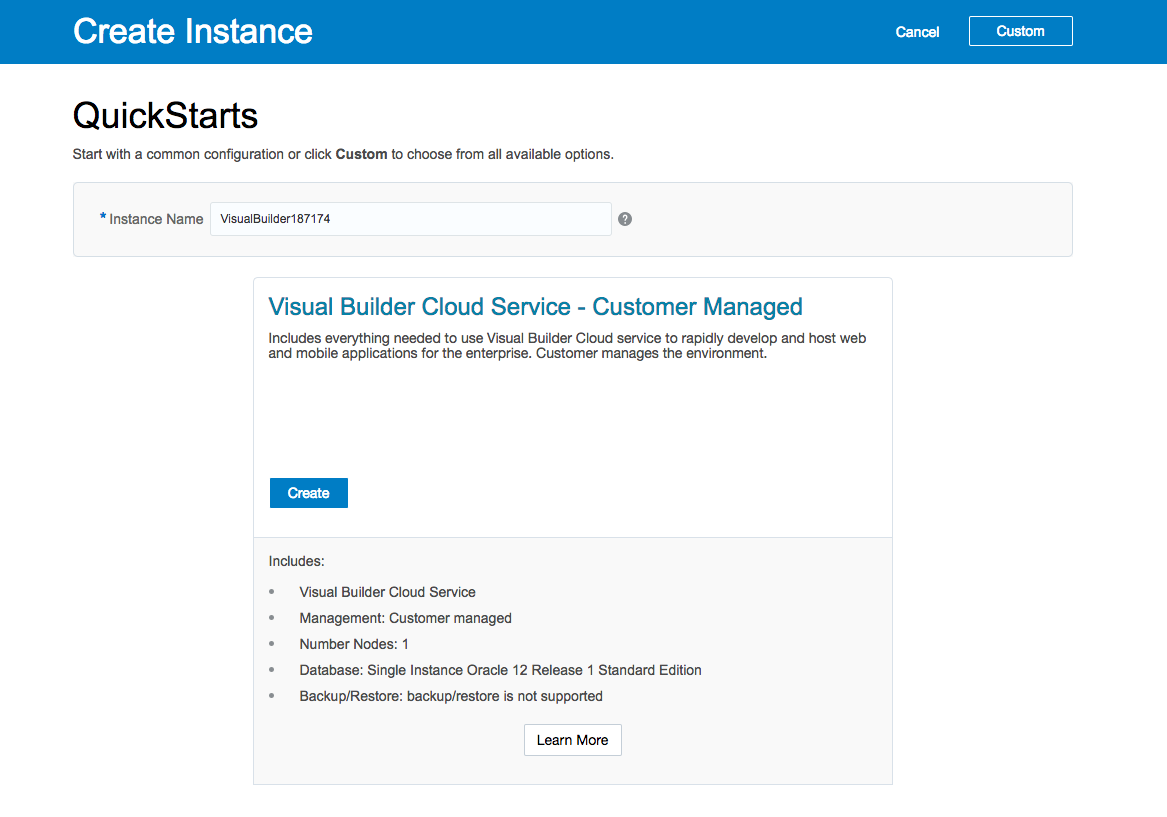 Create Instance
Cancel
Custom
QuickStarts
Start with a common configuration or click Custom to choose from all available options.
* Instance Name
VisualBuilder187174
?
Visual Builder Cloud Service - Customer Managed
Includes everything needed to use Visual Builder Cloud service to rapidly develop and host web
and mobile applications for the enterprise. Customer manages the environment.
Create
Includes:
• Visual Builder Cloud Service
• Management: Customer managed
• Number Nodes: 1
• Database: Single Instance Oracle 12 Release 1 Standard Edition
• Backup/Restore: backup/restore is not supported
Learn More